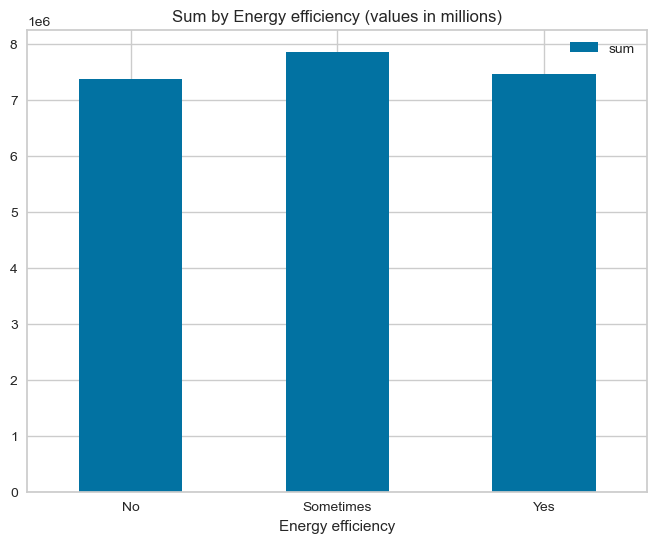 Sum by Energy efficiency (values in millions)
1e6
sum
8
7
6
5
4
3
2
1
0
No Sometimes Yes
Energy efficiency